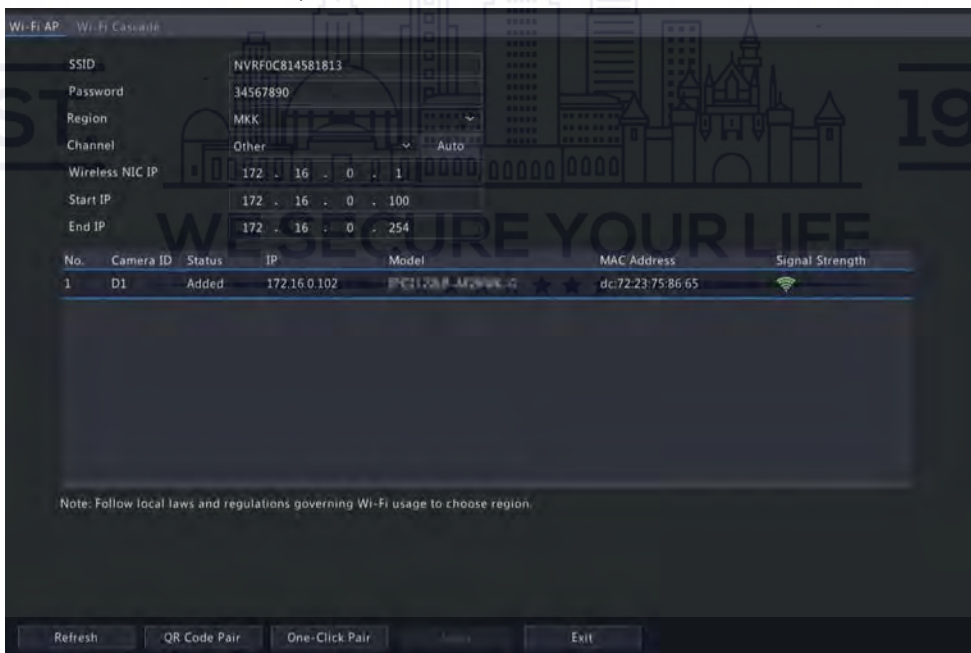 Wi-Fi AP Wi-Fi Cascade
SSID NVRF0C814581813
Password 34567890
Region MKK
Channel Other Auto
Wireless NIC IP 172 . 16 . 0 . 1
Start IP 172 . 16 . 0 . 100
End IP 172 . 16 . 0 . 254
WE SECURE YOUR LIFE
No. Camera ID Status IP Model MAC Address Signal Strength
1 D1 Added 172.16.0.102 dc:72:23:75:86:65
Note: Follow local laws and regulations governing Wi-Fi usage to choose region.
Refresh QR Code Pair One-Click Pair Exit